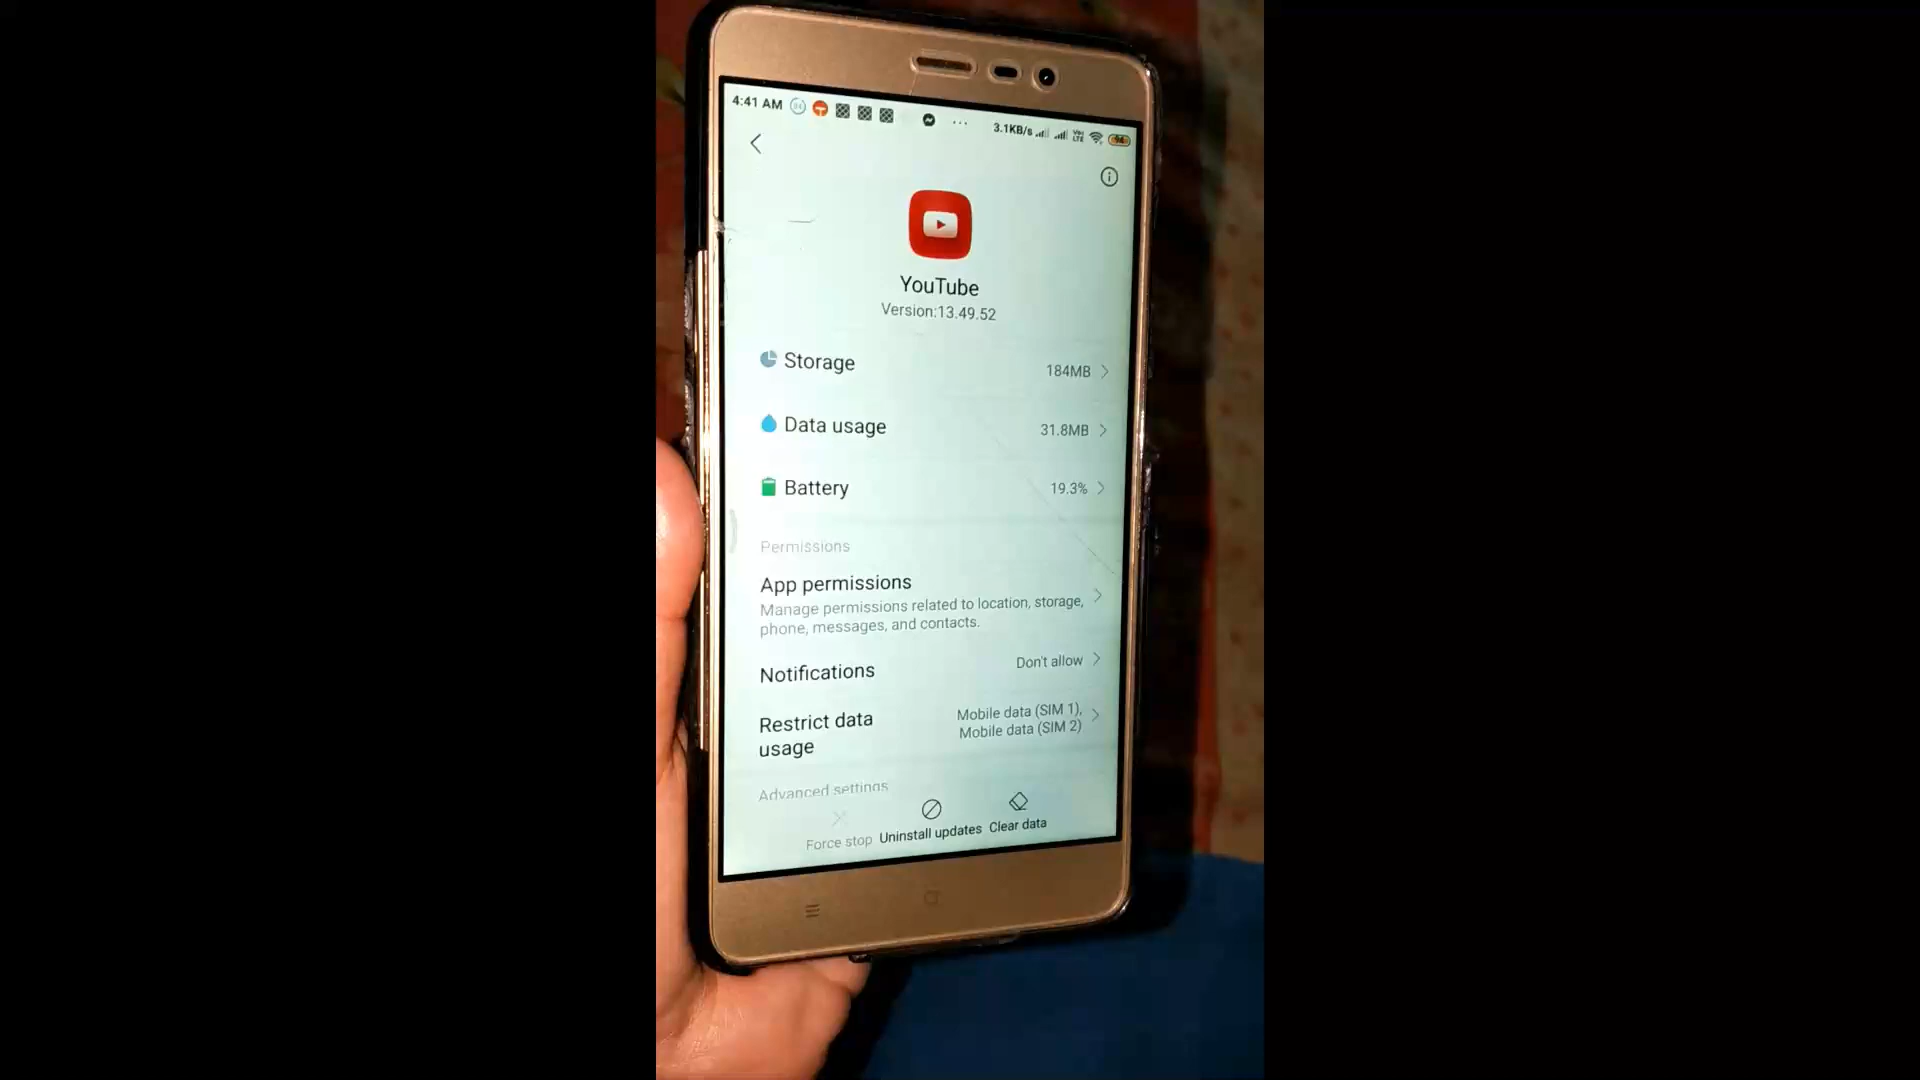 4:41 AM
3.1KB/s
YouTube
Version:13.49.52
Storage
184MB
Data usage
31.8MB
Battery
19.3%
Permissions
App permissions
Manage permissions related to location, storage,
phone, messages, and contacts.
Notifications
Don't allow
Restrict data
usage
Mobile data (SIM 1),
Mobile data (SIM 2)
Advanced settings
Force stop
Uninstall updates
Clear data